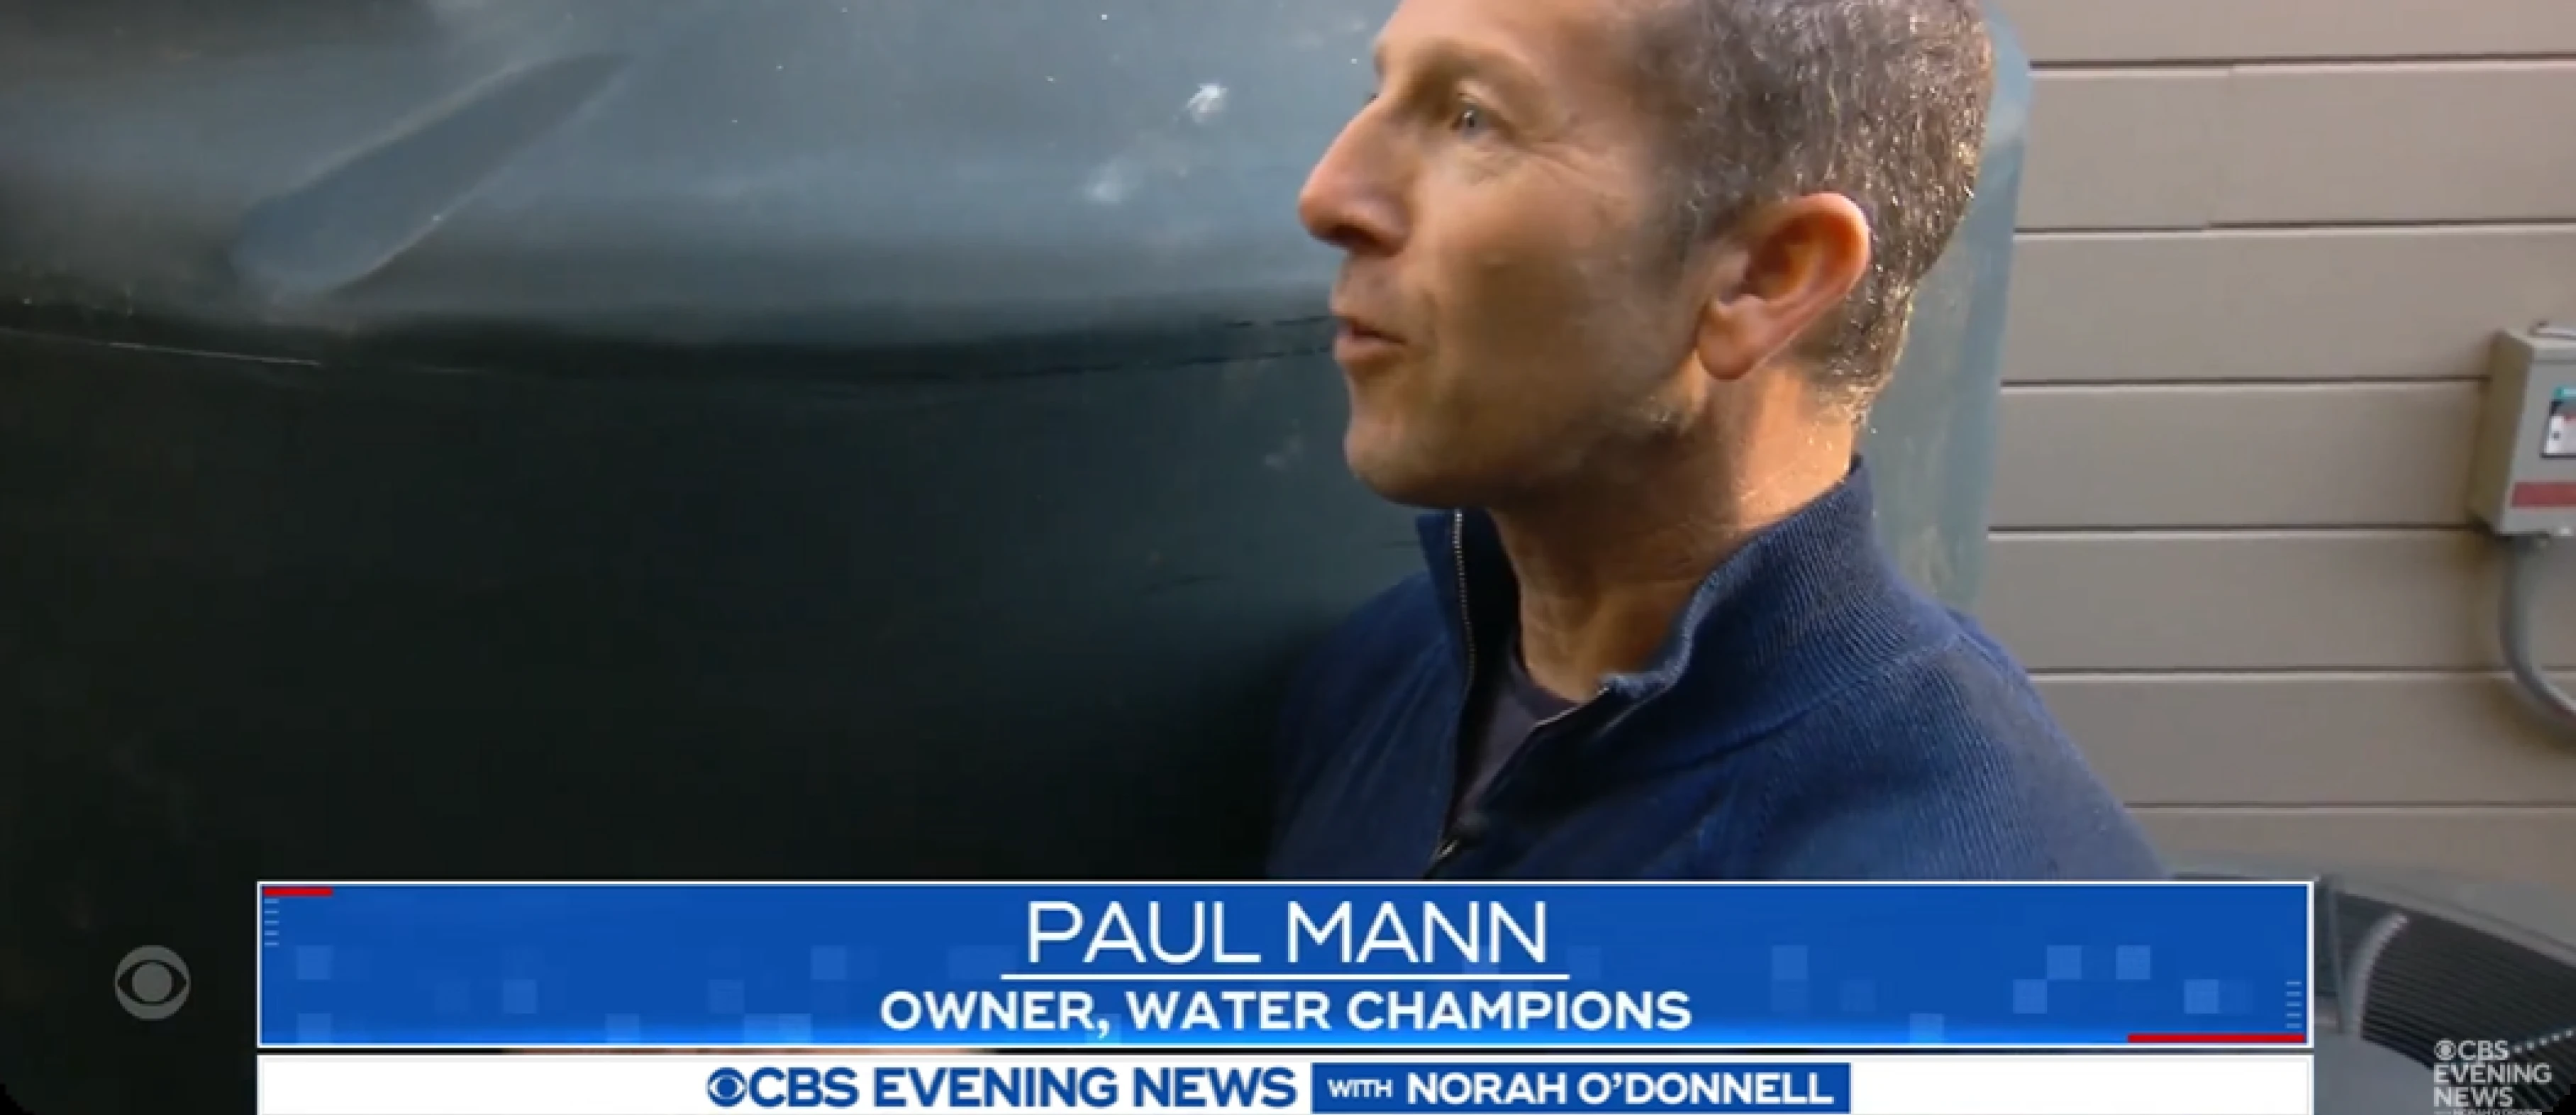 PAUL MANN
OWNER, WATER CHAMPIONS
CBS EVENING NEWS WITH NORAH O'DONNELL
CBS
EVENING
NEWS